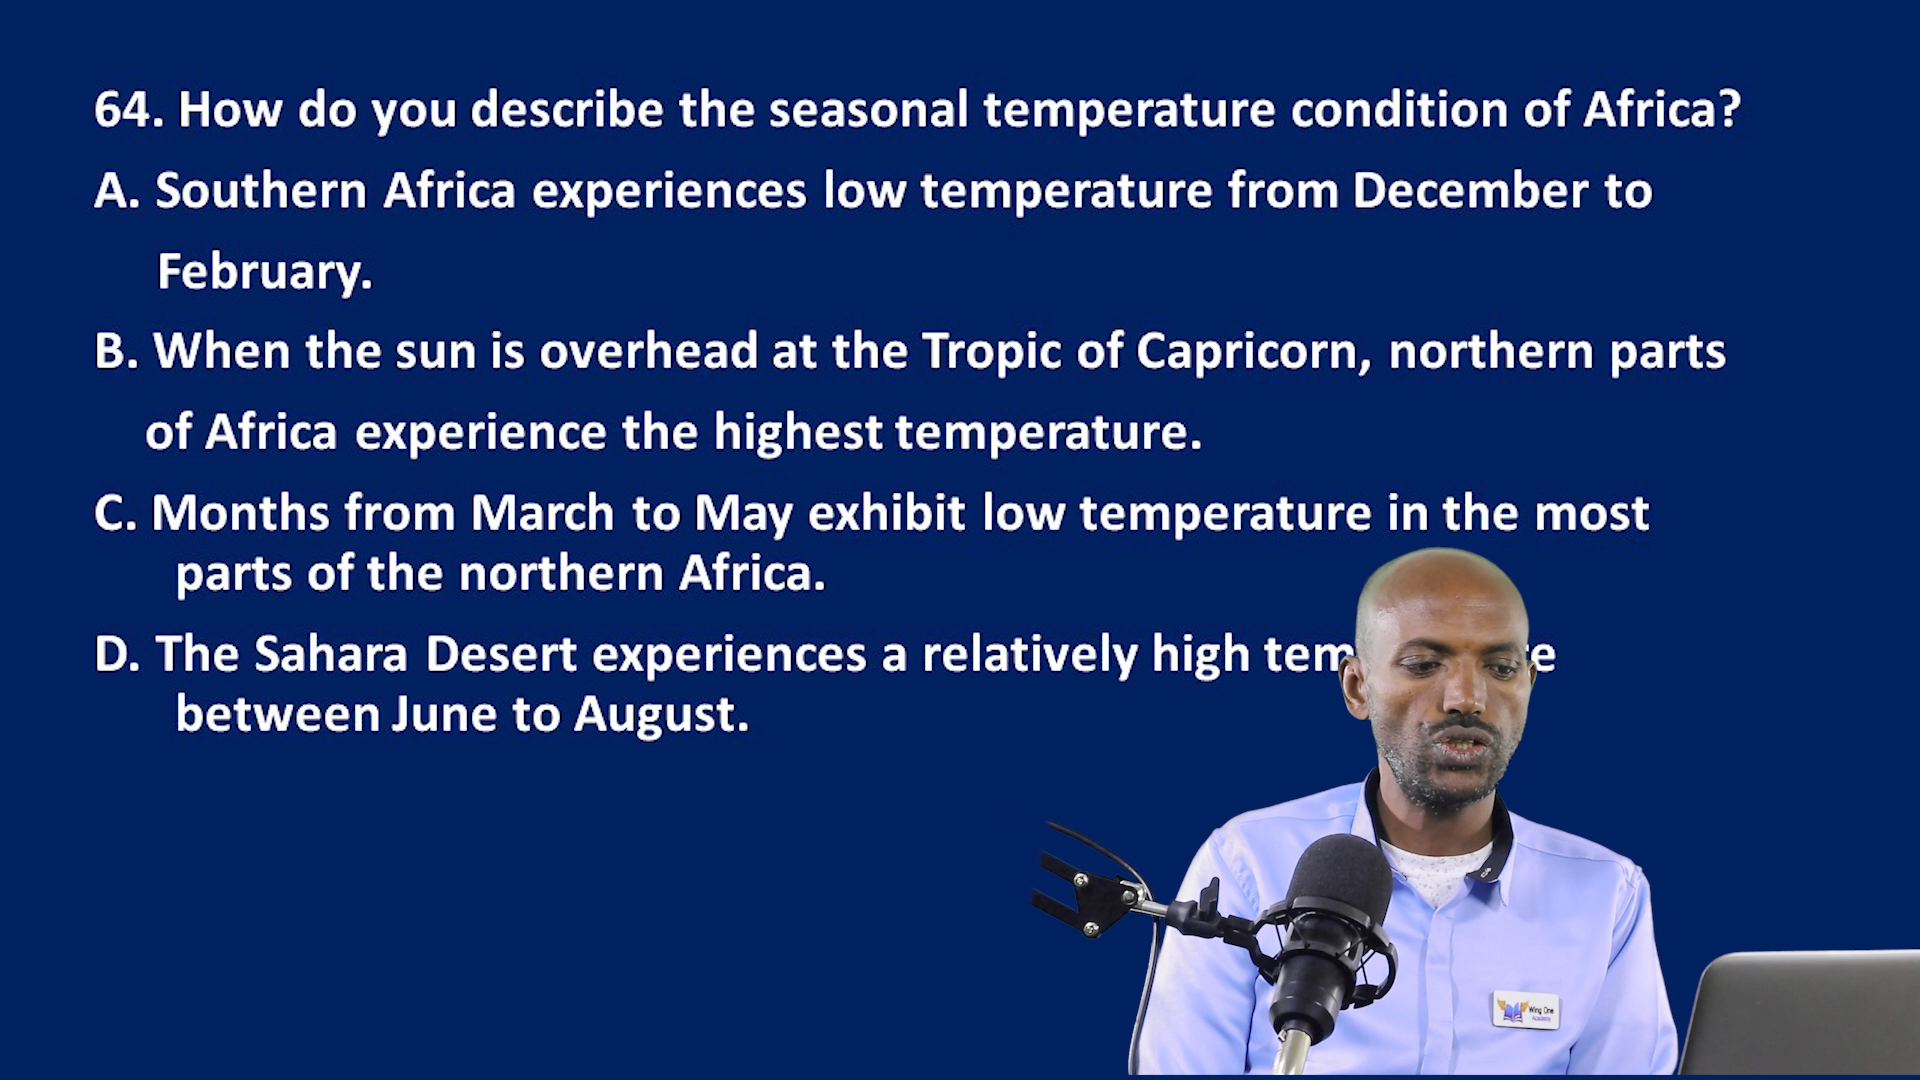 64. How do you describe the seasonal temperature condition of Africa?
A. Southern Africa experiences low temperature from December to
February.
B. When the sun is overhead at the Tropic of Capricorn, northern parts
of Africa experience the highest temperature.
C. Months from March to May exhibit low temperature in the most
parts of the northern Africa.
D. The Sahara Desert experiences a relatively high
between June to August.
Wing One
Academy